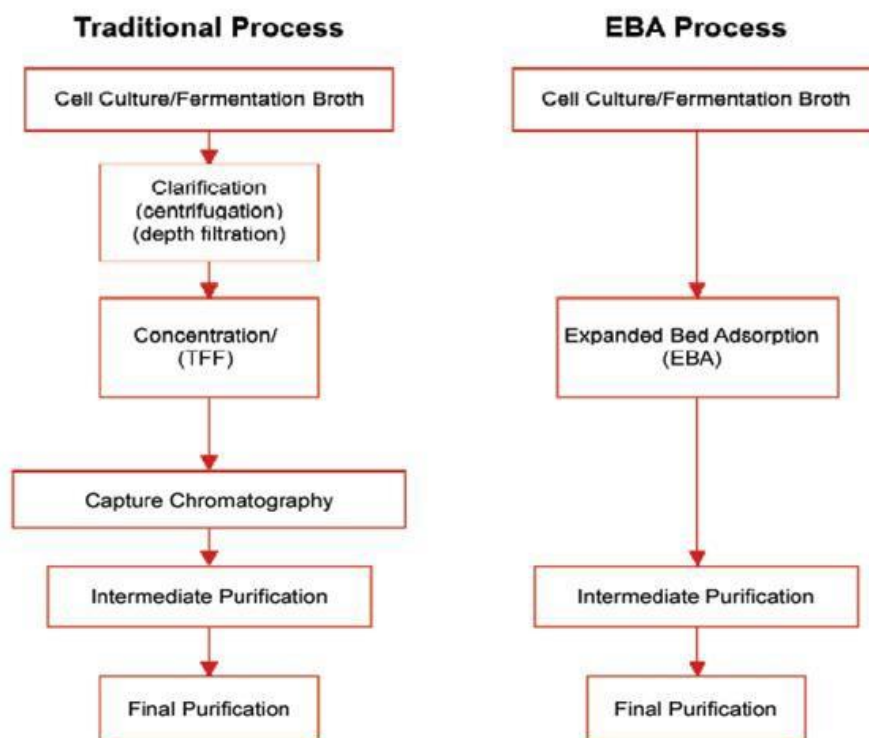 Traditional Process
Cell Culture/Fermentation Broth
Clarification
(centrifugation)
(depth filtration)
Concentration/
(TFF)
Capture Chromatography
Intermediate Purification
Final Purification
EBA Process
Cell Culture/Fermentation Broth
Expanded Bed Adsorption
(EBA)
Intermediate Purification
Final Purification